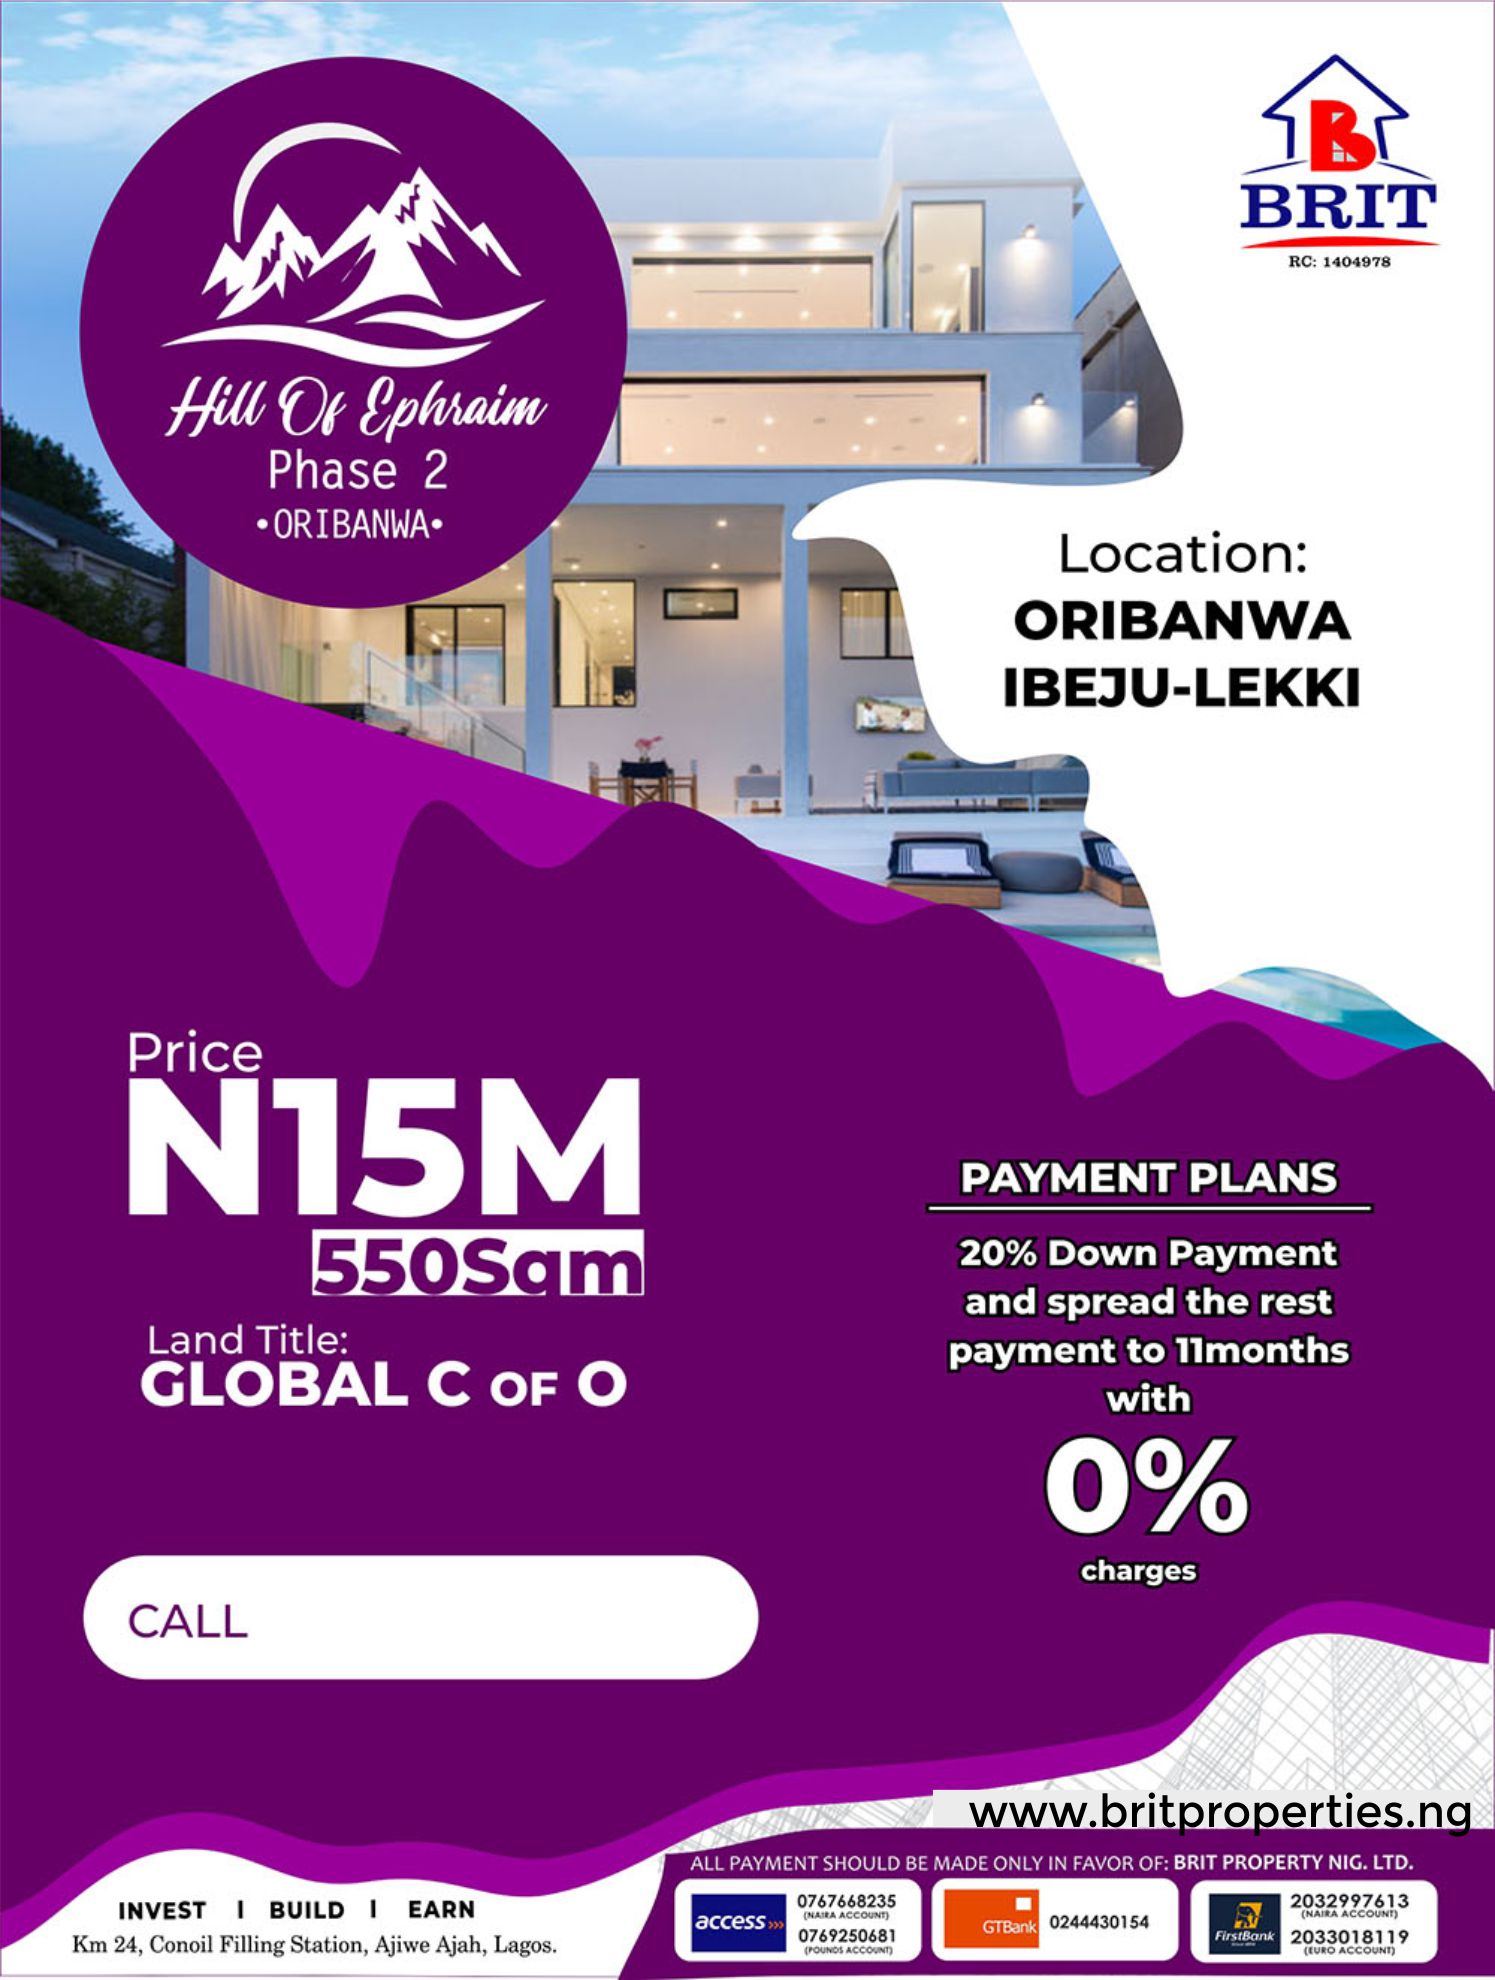 B
BRIT
RC: 1404978
Hill Of Ephraim
Phase 2
•ORIBANWA•
Location:
ORIBANWA
IBEJU-LEKKI
Price
N15M
550Sqm
Land Title:
GLOBAL C OF O
PAYMENT PLANS
20% Down Payment
and spread the rest
payment to 11months
with
0%
charges
CALL
www.britproperties.ng
ALL PAYMENT SHOULD BE MADE ONLY IN FAVOR OF: BRIT PROPERTY NIG. LTD.
access»»
0767668235
(NAIRA ACCOUNT)
0769250681
(POUNDS ACCOUNT)
GTBank
0244430154
FirstBank
2032997613
(NAIRA ACCOUNT)
2033018119
(EURO ACCOUNT)
INVEST | BUILD | EARN
Km 24, Conoil Filling Station, Ajiwe Ajah, Lagos.